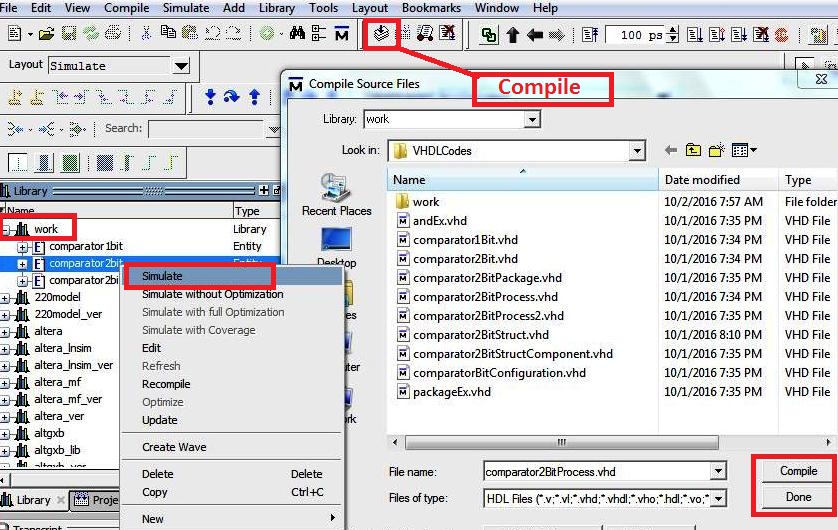 File Edit View Compile Simulate Add Library Tools Layout Bookmarks Window Help
100 ps
Layout Simulate
Compile
Compile Source Files
Search:
Library: work
Look in: VHDLCodes
Library
Name Type
work Library
comparator1bit Entity
comparator2bit Entity
comparator2bi
220model
220model_ver
altera
altera_lnsim
altera_lnsim_ver
altera_mf
altera_mf_ver
altgxb
altgxb_lib
altgxb_ver
Simulate
Simulate without Optimization
Simulate with full Optimization
Simulate with Coverage
Edit
Refresh
Recompile
Optimize
Update
Create Wave
Delete Delete
Copy Ctrl+C
New
Recent Places
Desktop
Name Date modified Type
work 10/2/2016 7:57 AM File folder
andEx.vhd 10/1/2016 7:35 PM VHD File
comparator1Bit.vhd 10/1/2016 7:34 PM VHD File
comparator2Bit.vhd 10/1/2016 7:34 PM VHD File
comparator2BitPackage.vhd 10/1/2016 7:35 PM VHD File
comparator2BitProcess.vhd 10/1/2016 7:34 PM VHD File
comparator2BitProcess2.vhd 10/1/2016 7:35 PM VHD File
comparator2BitStruct.vhd 10/1/2016 8:10 PM VHD File
comparator2BitStructComponent.vhd 10/1/2016 7:35 PM VHD File
comparatorBitConfiguration.vhd 10/1/2016 7:35 PM VHD File
packageEx.vhd 10/1/2016 7:35 PM VHD File
File name: comparator2BitProcess.vhd Compile
Files of type: HDL Files (*.v;*.vl;*.vhd;*.vhdl;*.vho;*.hdl;*.vo;* Done
Library Proje
Transcript